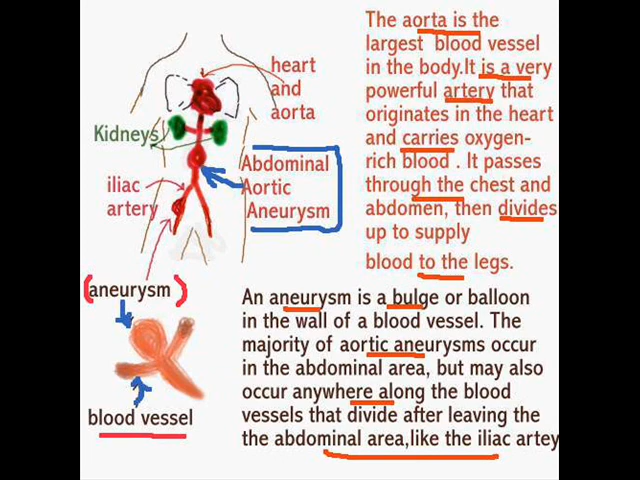 The aorta is the
largest blood vessel
in the body.It is a very
powerful artery that
originates in the heart
and carries oxygen-
rich blood . It passes
through the chest and
abdomen, then divides
up to supply
blood to the legs.
heart
and
aorta
Kidneys
Abdominal
Aortic
Aneurysm
iliac
artery
(aneurysm)
blood vessel
An aneurysm is a bulge or balloon
in the wall of a blood vessel. The
majority of aortic aneurysms occur
in the abdominal area, but may also
occur anywhere along the blood
vessels that divide after leaving the
the abdominal area,like the iliac artey